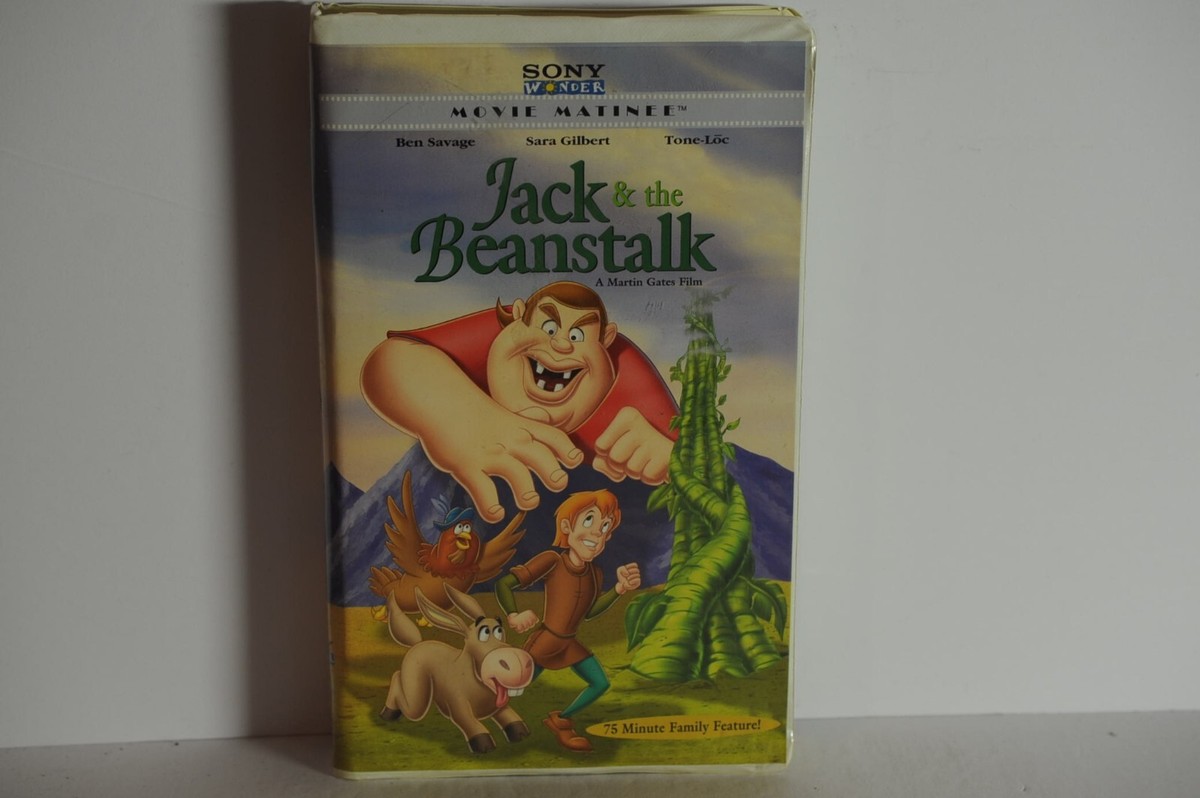 SONY
WONDER
MOVIE MATINEE™
Ben Savage Sara Gilbert Tone-Lōc
Jack & the
Beanstalk
A Martin Gates Film
75 Minute Family Feature!